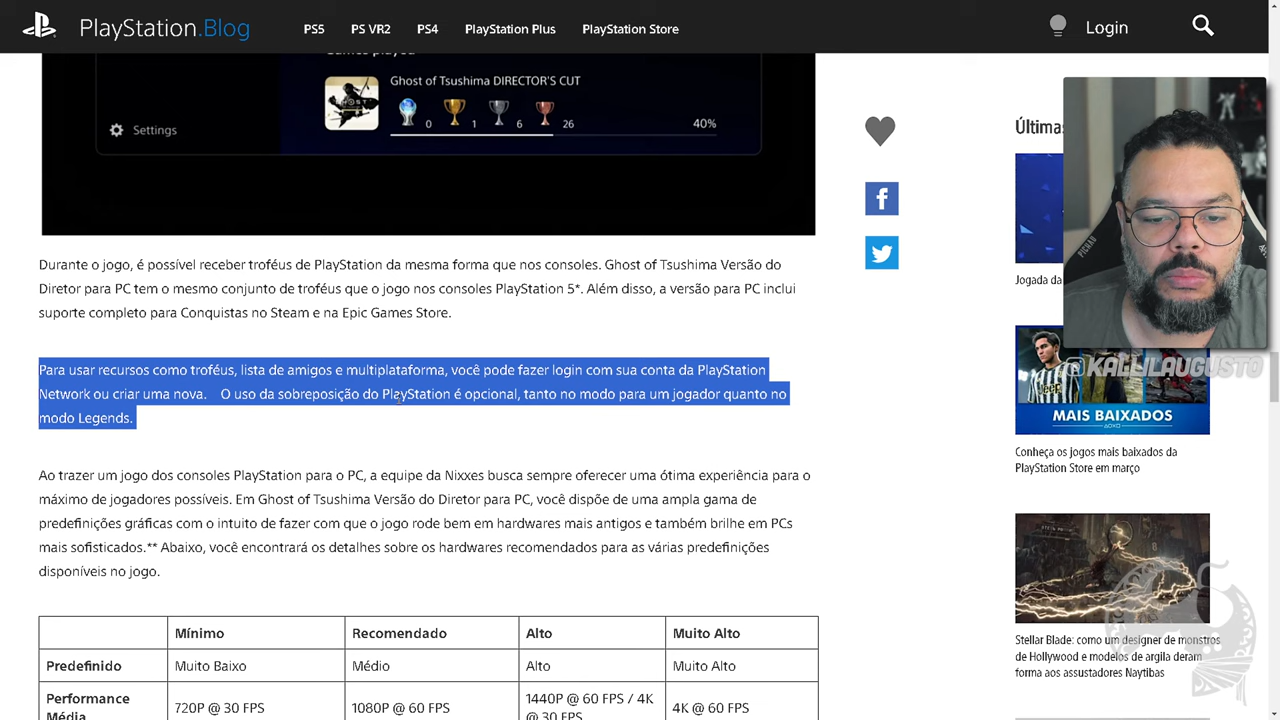 PlayStation.Blog
PS5
PS VR2
PS4
PlayStation Plus
PlayStation Store
Login
Ghost of Tsushima DIRECTOR'S CUT
0
1
6
26
40%
Settings
Durante o jogo, é possível receber troféus de PlayStation da mesma forma que nos consoles. Ghost of Tsushima Versão do
Diretor para PC tem o mesmo conjunto de troféus que o jogo nos consoles PlayStation 5*. Além disso, a versão para PC inclui
suporte completo para Conquistas no Steam e na Epic Games Store.
Para usar recursos como troféus, lista de amigos e multiplataforma, você pode fazer login com sua conta da PlayStation
Network ou criar uma nova. O uso da sobreposição do PlayStation é opcional, tanto no modo para um jogador quanto no
modo Legends.
Ao trazer um jogo dos consoles PlayStation para o PC, a equipe da Nixxes busca sempre oferecer uma ótima experiência para o
máximo de jogadores possíveis. Em Ghost of Tsushima Versão do Diretor para PC, você dispõe de uma ampla gama de
predefinições gráficas com o intuito de fazer com que o jogo rode bem em hardwares mais antigos e também brilhe em PCs
mais sofisticados.** Abaixo, você encontrará os detalhes sobre os hardwares recomendados para as várias predefinições
disponíveis no jogo.
Mínimo
Recomendado
Alto
Muito Alto
Predefinido
Muito Baixo
Médio
Alto
Muito Alto
Performance
Média
720P @ 30 FPS
1080P @ 60 FPS
1440P @ 60 FPS / 4K
@ 30 FPS
4K @ 60 FPS
Últimas
Jogada da
PICHAU
@KALLILAUGUSTO
MAIS BAIXADOS
Conheça os jogos mais baixados da
PlayStation Store em março
Stellar Blade: como um designer de monstros
de Hollywood e modelos de argila deram
forma aos assustadores Naytibas